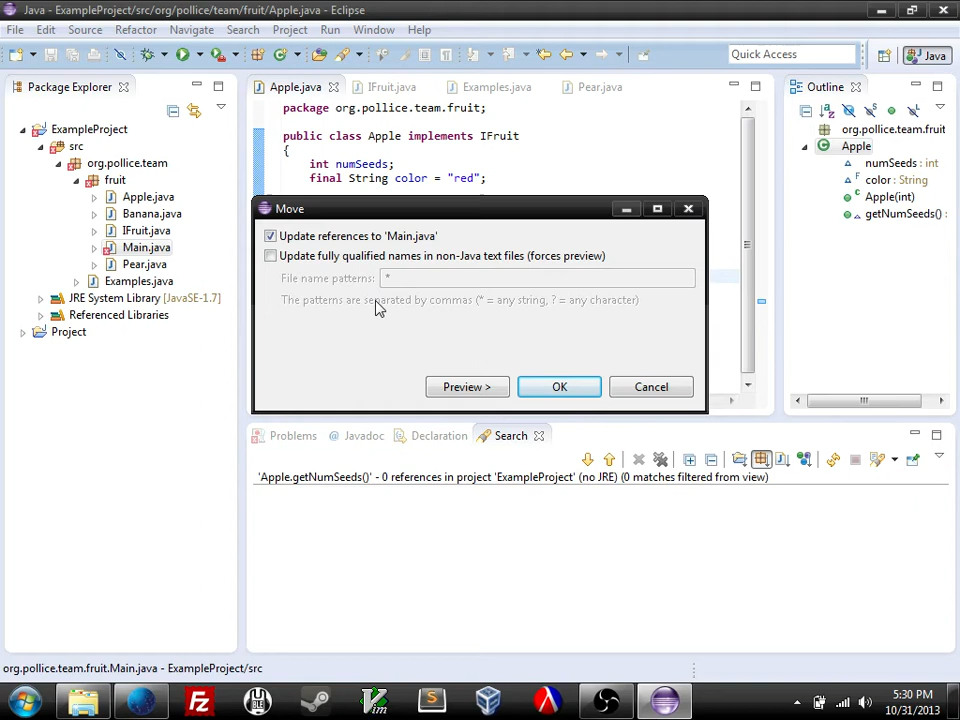 Java - ExampleProject/src/org/pollice/team/fruit/Apple.java - Eclipse
File Edit Source Refactor Navigate Search Project Run Window Help
Quick Access
Java
Package Explorer
Apple.java IFruit.java Examples.java Pear.java
Outline
ExampleProject
src
org.pollice.team
fruit
Apple.java
Banana.java
IFruit.java
Main.java
Pear.java
Examples.java
JRE System Library [JavaSE-1.7]
Referenced Libraries
Project
package org.pollice.team.fruit;
public class Apple implements IFruit
{
int numSeeds;
final String color = "red";
org.pollice.team.fruit
Apple
numSeeds : int
color : String
Apple(int)
getNumSeeds() :
Move
Update references to 'Main.java'
Update fully qualified names in non-Java text files (forces preview)
File name patterns: *
The patterns are separated by commas (* = any string, ? = any character)
Preview > OK Cancel
Problems @ Javadoc Declaration Search
'Apple.getNumSeeds()' - 0 references in project 'ExampleProject' (no JRE) (0 matches filtered from view)
org.pollice.team.fruit.Main.java - ExampleProject/src
5:30 PM
10/31/2013